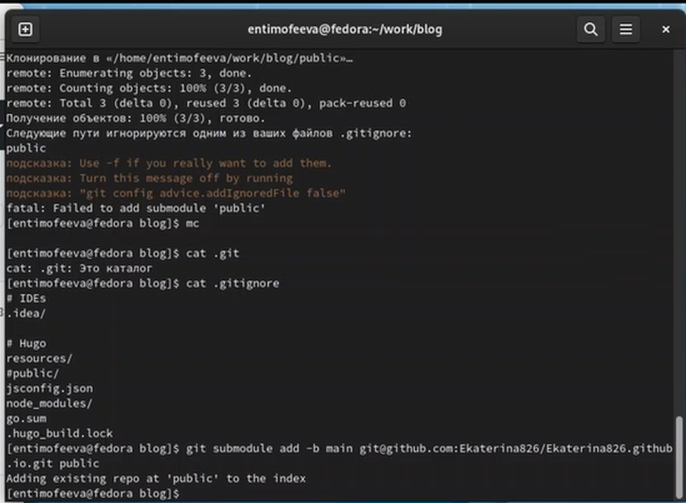 entimofeeva@fedora:~/work/blog
Клонирование в «/home/entimofeeva/work/blog/public»…
remote: Enumerating objects: 3, done.
remote: Counting objects: 100% (3/3), done.
remote: Total 3 (delta 0), reused 3 (delta 0), pack-reused 0
Получение объектов: 100% (3/3), готово.
Следующие пути игнорируются одним из ваших файлов .gitignore:
public
подсказка: Use -f if you really want to add them.
подсказка: Turn this message off by running
подсказка: "git config advice.addIgnoredFile false"
fatal: Failed to add submodule 'public'
[entimofeeva@fedora blog]$ mc
[entimofeeva@fedora blog]$ cat .git
cat: .git: Это каталог
[entimofeeva@fedora blog]$ cat .gitignore
# IDEs
.idea/
# Hugo
resources/
#public/
jsconfig.json
node_modules/
go.sum
.hugo_build.lock
[entimofeeva@fedora blog]$ git submodule add -b main git@github.com:Ekaterina826/Ekaterina826.github
.io.git public
Adding existing repo at 'public' to the index
[entimofeeva@fedora blog]$